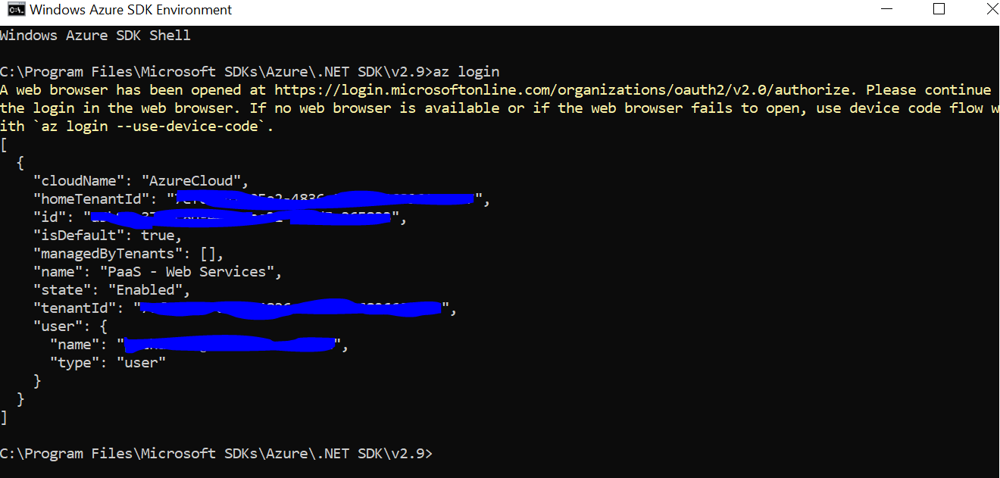 Windows Azure SDK Environment
Windows Azure SDK Shell
C:\Program Files\Microsoft SDKs\Azure\.NET SDK\v2.9>az login
A web browser has been opened at https://login.microsoftonline.com/organizations/oauth2/v2.0/authorize. Please continue
the login in the web browser. If no web browser is available or if the web browser fails to open, use device code flow w
ith `az login --use-device-code`.
[
{
"cloudName": "AzureCloud",
"homeTenantId": "",
"id": "",
"isDefault": true,
"managedByTenants": [],
"name": "PaaS - Web Services",
"state": "Enabled",
"tenantId": "",
"user": {
"name": "",
"type": "user"
}
}
]
C:\Program Files\Microsoft SDKs\Azure\.NET SDK\v2.9>